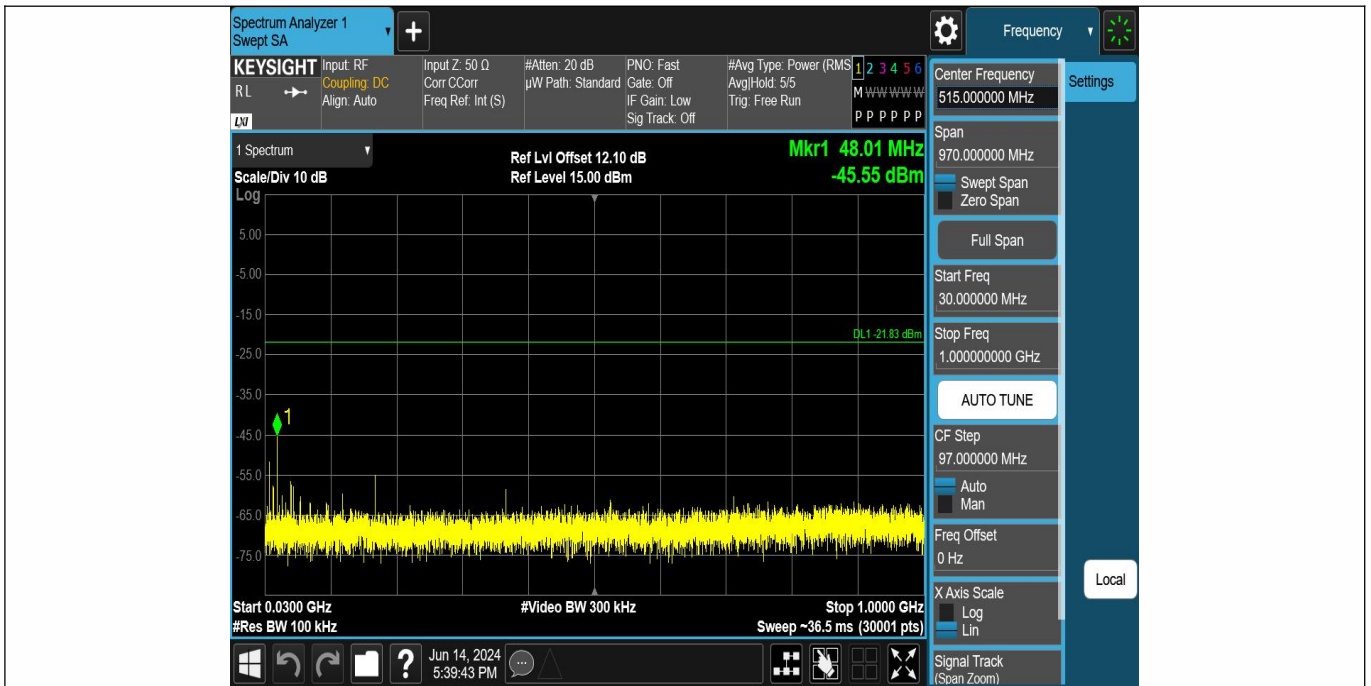 Spectrum Analyzer 1
Swept SA
+
Frequency
KEYSIGHT
RL
LXI
Input: RF
Coupling: DC
Align: Auto
Input Z: 50 Ω
Corr CCorr
Freq Ref: Int (S)
#Atten: 20 dB
µW Path: Standard
PNO: Fast
Gate: Off
IF Gain: Low
Sig Track: Off
#Avg Type: Power (RMS
Avg|Hold: 5/5
Trig: Free Run
1 2 3 4 5 6
M W W W W W
P P P P P P
1 Spectrum
Scale/Div 10 dB
Log
Ref Lvl Offset 12.10 dB
Ref Level 15.00 dBm
Mkr1 48.01 MHz
-45.55 dBm
5.00
-5.00
-15.0
DL1 -21.83 dBm
-25.0
-35.0
1
-45.0
-55.0
-65.0
-75.0
Start 0.0300 GHz
#Res BW 100 kHz
#Video BW 300 kHz
Stop 1.0000 GHz
Sweep ~36.5 ms (30001 pts)
Center Frequency
515.000000 MHz
Settings
Span
970.000000 MHz
Swept Span
Zero Span
Full Span
Start Freq
30.000000 MHz
Stop Freq
1.000000000 GHz
AUTO TUNE
CF Step
97.000000 MHz
Auto
Man
Freq Offset
0 Hz
X Axis Scale
Log
Lin
Signal Track
(Span Zoom)
Local
?
Jun 14, 2024
5:39:43 PM